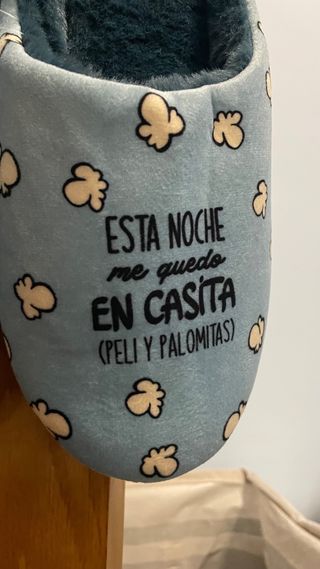 ESTA NOCHE
me quedo
EN CASITA
(PELI Y PALOMITAS)